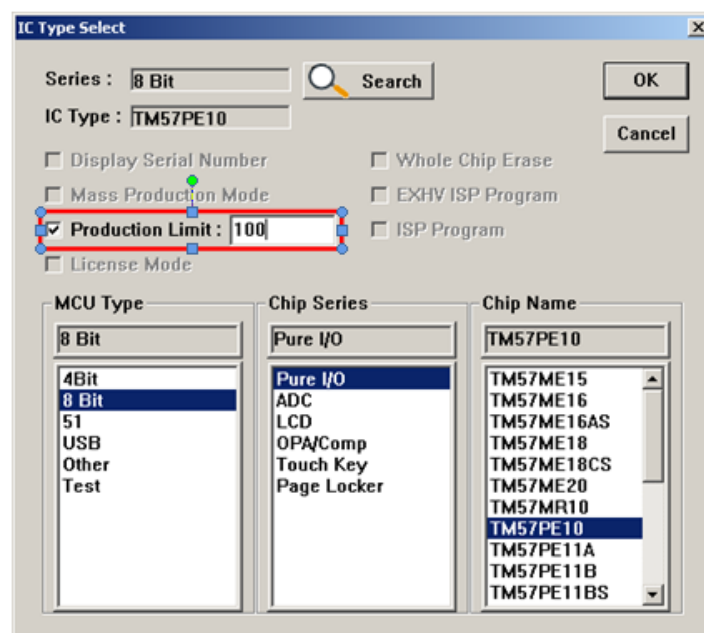 IC Type Select
Series : 8 Bit Search OK
IC Type : TM57PE10 Cancel
Display Serial Number Whole Chip Erase
Mass Production Mode EXHV ISP Program
Production Limit : 100 ISP Program
License Mode
MCU Type
8 Bit
4Bit
8 Bit
51
USB
Other
Test
Chip Series
Pure I/O
Pure I/O
ADC
LCD
OPA/Comp
Touch Key
Page Locker
Chip Name
TM57PE10
TM57ME15
TM57ME16
TM57ME16AS
TM57ME18
TM57ME18CS
TM57ME20
TM57MR10
TM57PE10
TM57PE11A
TM57PE11B
TM57PE11BS